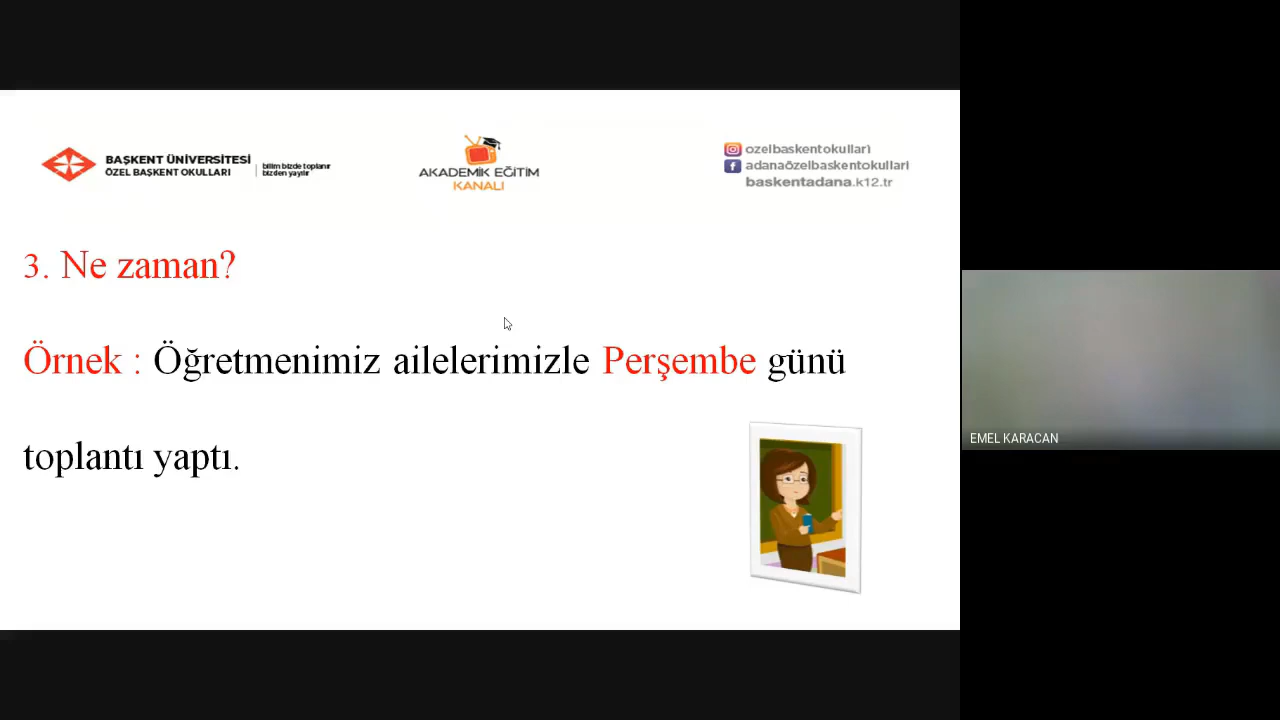 BAŞKENT ÜNİVERSİTESİ
ÖZEL BAŞKENT OKULLARI
bilim bizde toplanır
bizden yayılır
AKADEMİK EĞİTİM
KANALI
ozelbaskentokullari
adanaözelbaskentokullari
baskentadana.k12.tr
3. Ne zaman?
Örnek : Öğretmenimiz ailelerimizle Perşembe günü
toplantı yaptı.
EMEL KARACAN